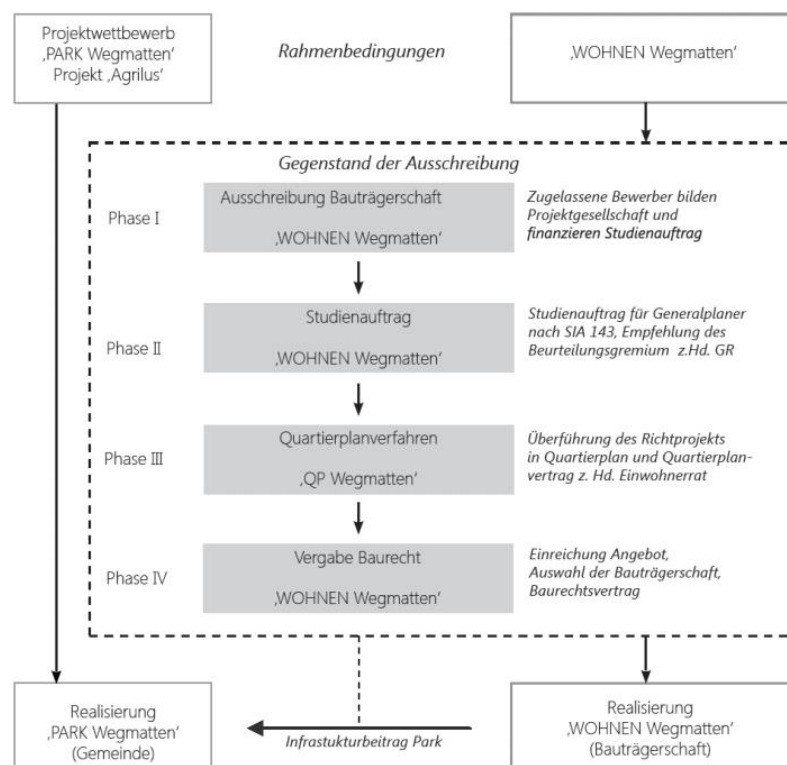 Projektwettbewerb
‚PARK Wegmatten‘
Projekt ‚Agrilus‘
Rahmenbedingungen
‚WOHNEN Wegmatten‘
Gegenstand der Ausschreibung
Phase I
Ausschreibung Bauträgerschaft
‚WOHNEN Wegmatten‘
Zugelassene Bewerber bilden
Projektgesellschaft und
finanzieren Studienauftrag
Phase II
Studienauftrag
‚WOHNEN Wegmatten‘
Studienauftrag für Generalplaner
nach SIA 143, Empfehlung des
Beurteilungsgremium z.Hd. GR
Phase III
Quartierplanverfahren
‚QP Wegmatten‘
Überführung des Richtprojekts
in Quartierplan und Quartierplan-
vertrag z. Hd. Einwohnerrat
Phase IV
Vergabe Baurecht
‚WOHNEN Wegmatten‘
Einreichung Angebot,
Auswahl der Bauträgerschaft,
Baurechtsvertrag
Realisierung
‚PARK Wegmatten‘
(Gemeinde)
Infrastukturbeitrag Park
Realisierung
‚WOHNEN Wegmatten‘
(Bauträgerschaft)